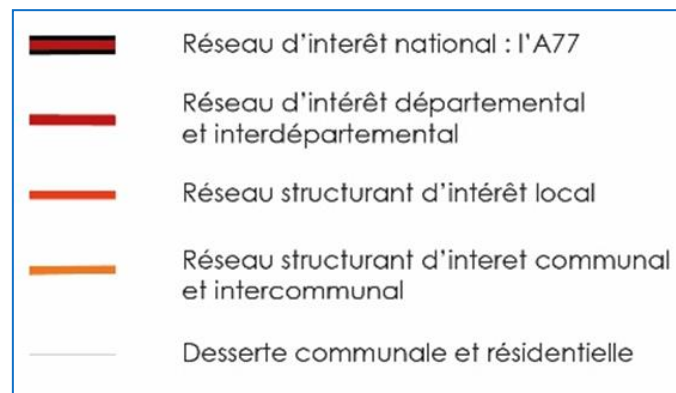 Réseau d'interêt national : l'A77
Réseau d'intérêt départemental
et interdépartemental
Réseau structurant d'intérêt local
Réseau structurant d'interet communal
et intercommunal
Desserte communale et résidentielle